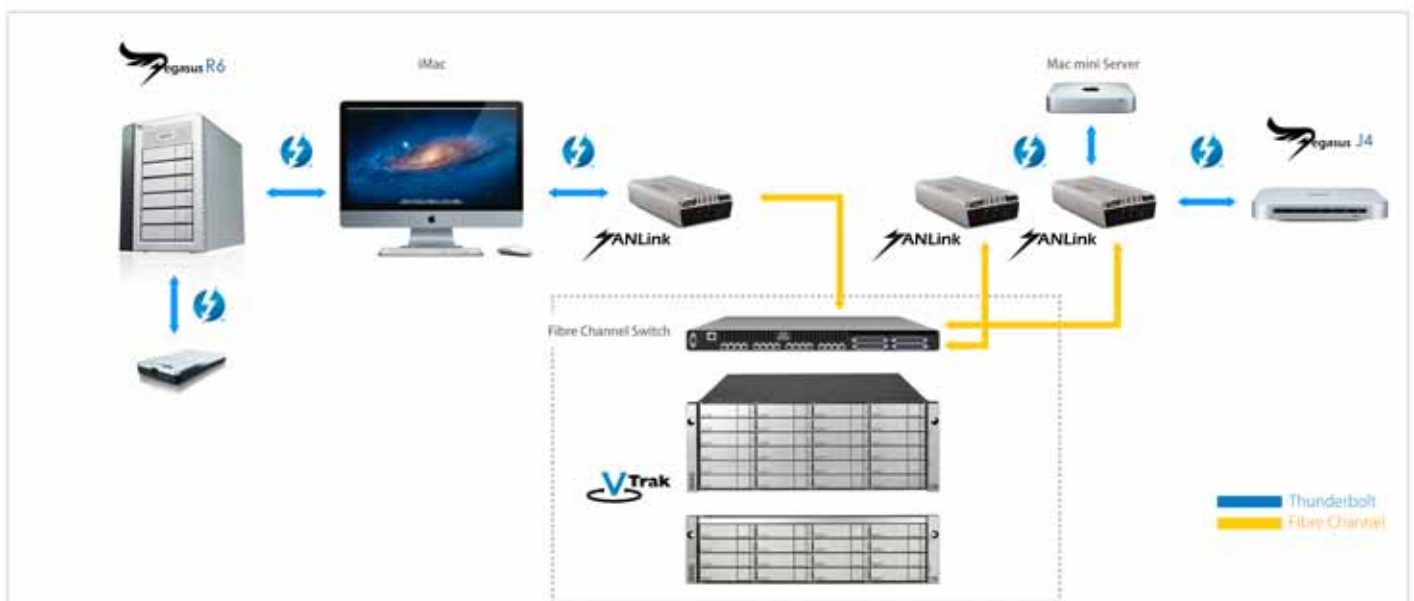 Pegasus R6
iMac
Mac mini Server
Pegasus J4
SANLink
SANLink
SANLink
Fibre Channel Switch
VTrak
Thunderbolt
Fibre Channel